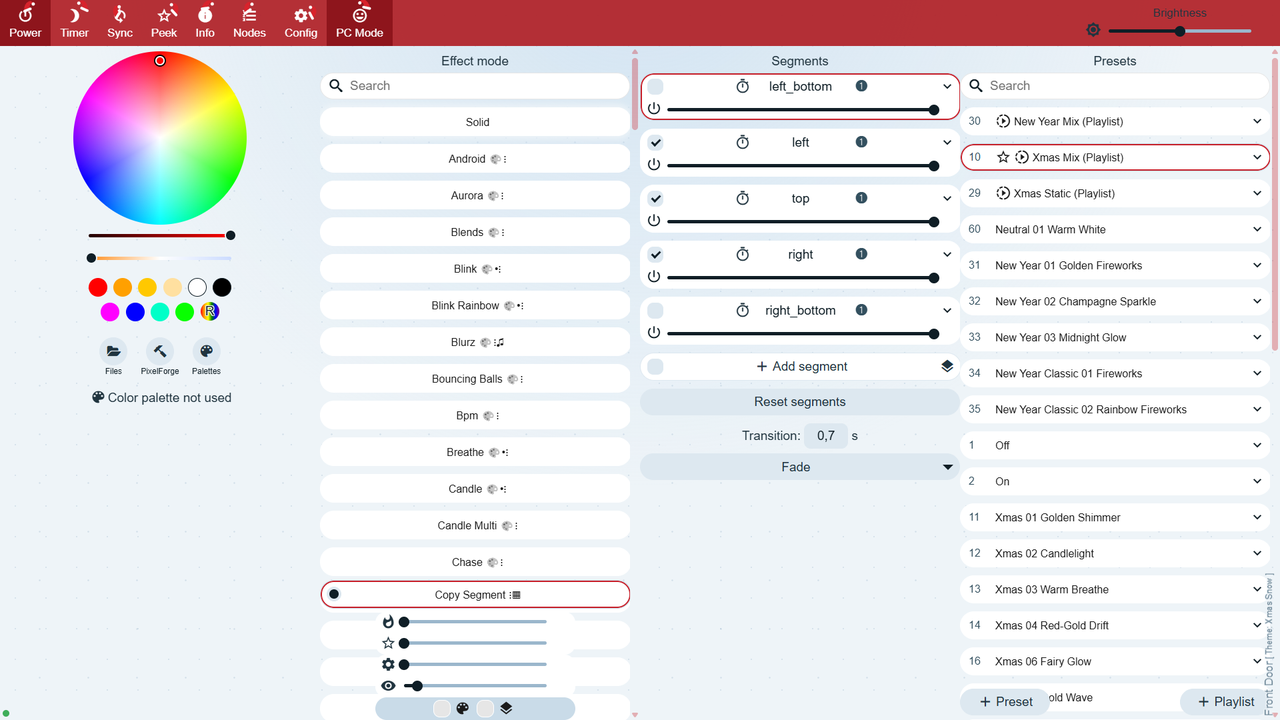 Power
Timer
Sync
Peek
Info
Nodes
Config
PC Mode
Brightness
R
Files
PixelForge
Palettes
Color palette not used
Effect mode
Search
Solid
Android
Aurora
Blends
Blink
Blink Rainbow
Blurz
Bouncing Balls
Bpm
Breathe
Candle
Candle Multi
Chase
Copy Segment
Segments
left_bottom 1
left 1
top 1
right 1
right_bottom 1
+ Add segment
Reset segments
Transition: 0,7 s
Fade
Presets
Search
30 New Year Mix (Playlist)
10 Xmas Mix (Playlist)
29 Xmas Static (Playlist)
60 Neutral 01 Warm White
31 New Year 01 Golden Fireworks
32 New Year 02 Champagne Sparkle
33 New Year 03 Midnight Glow
34 New Year Classic 01 Fireworks
35 New Year Classic 02 Rainbow Fireworks
1 Off
2 On
11 Xmas 01 Golden Shimmer
12 Xmas 02 Candlelight
13 Xmas 03 Warm Breathe
14 Xmas 04 Red-Gold Drift
16 Xmas 06 Fairy Glow
old Wave
+ Preset
+ Playlist
Front Door [ Theme: Xmas Snow ]